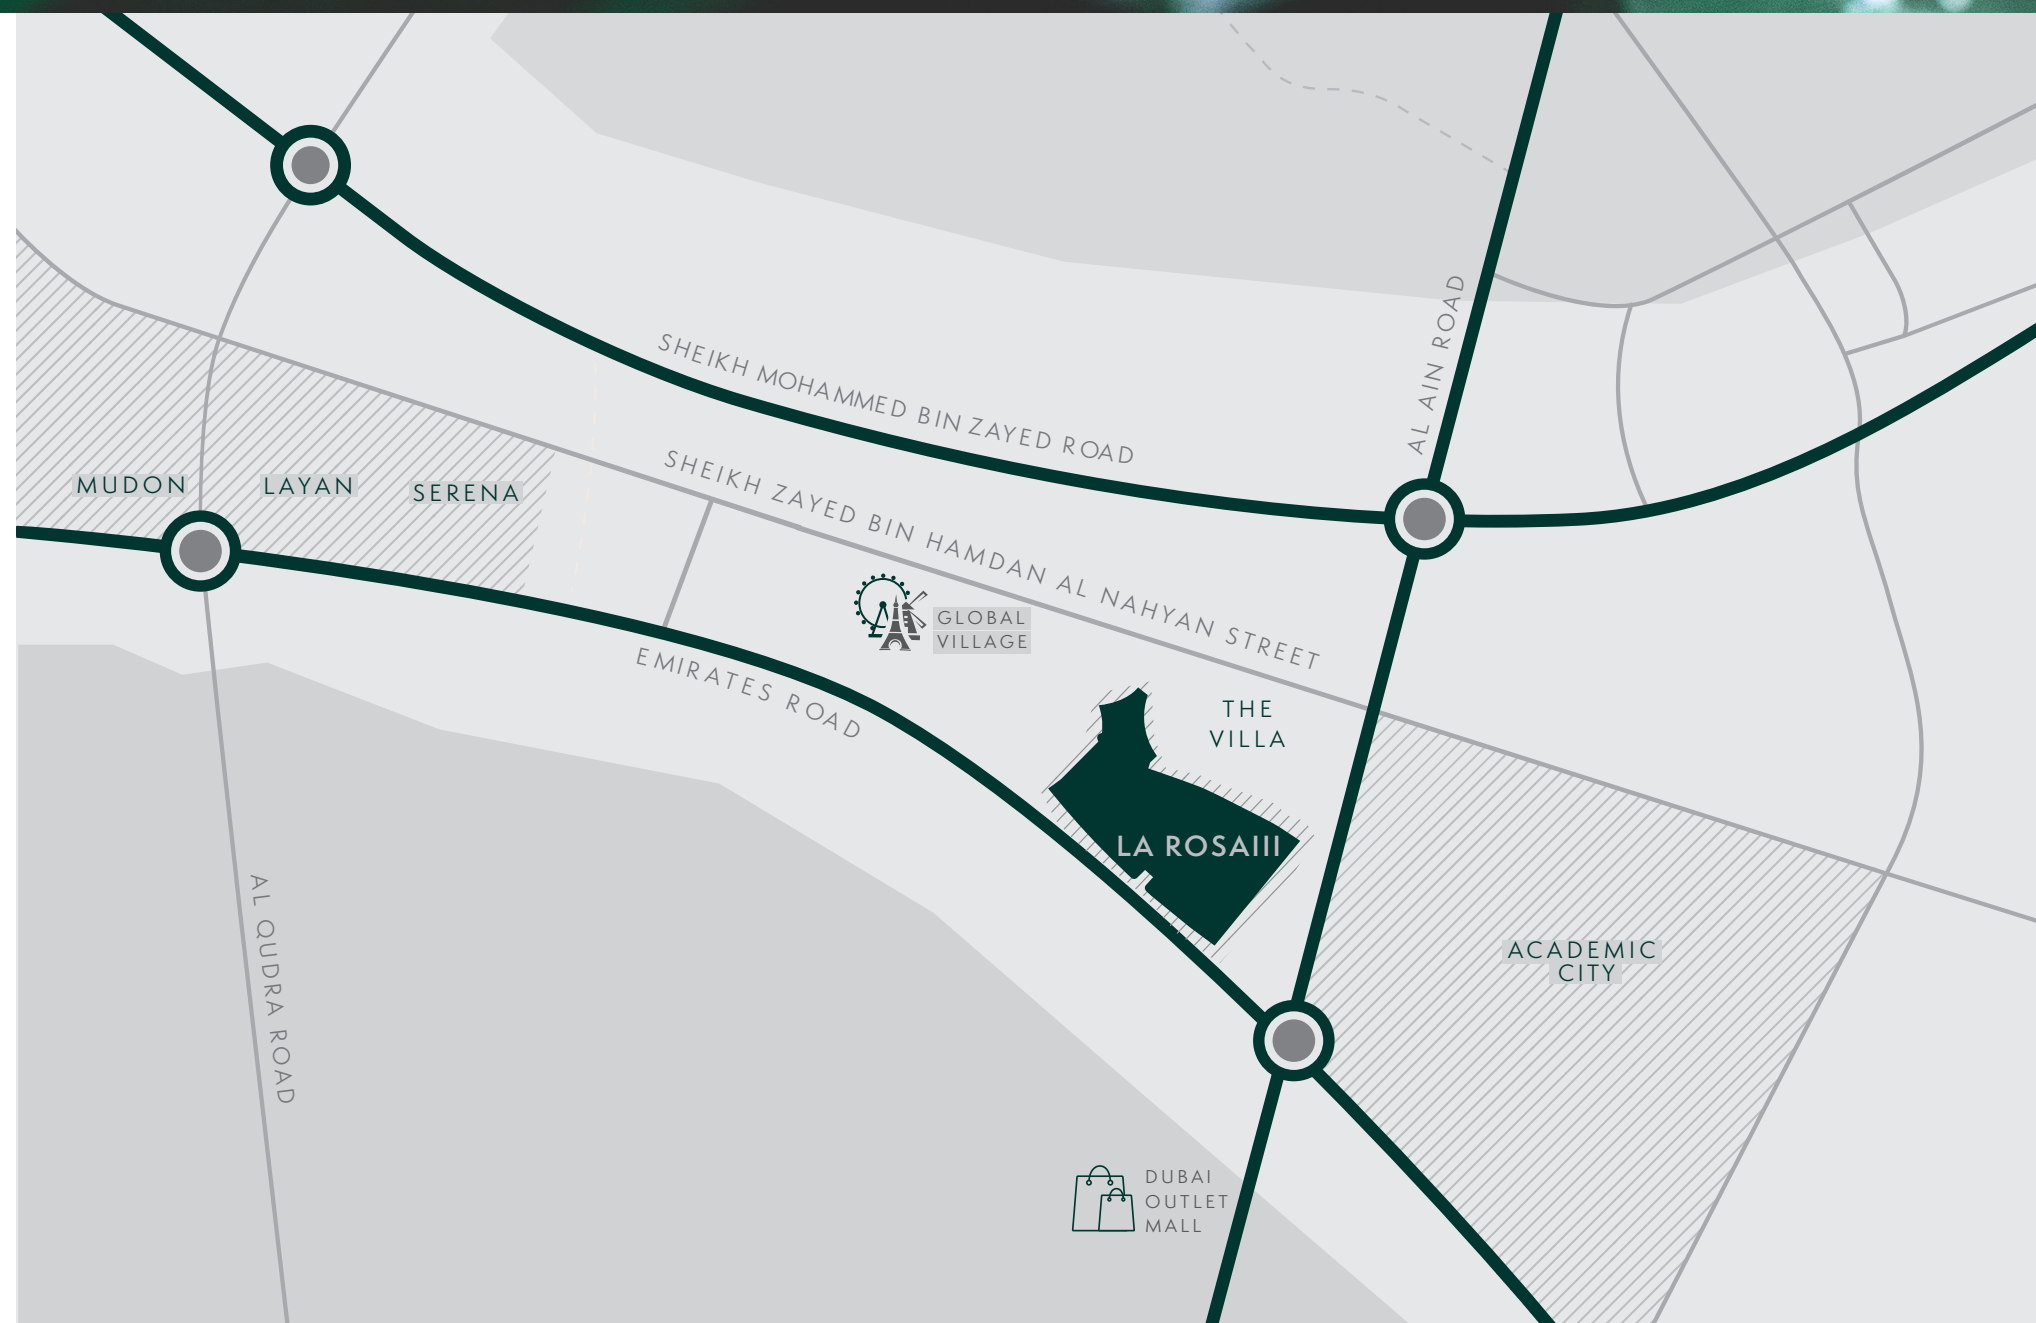 SHEIKH MOHAMMED BIN ZAYED ROAD
AL AIN ROAD
SHEIKH ZAYED BIN HAMDAN AL NAHYAN STREET
MUDON
LAYAN
SERENA
GLOBAL
VILLAGE
EMIRATES ROAD
THE
VILLA
LA ROSAIII
AL QUDRA ROAD
ACADEMIC
CITY
DUBAI
OUTLET
MALL